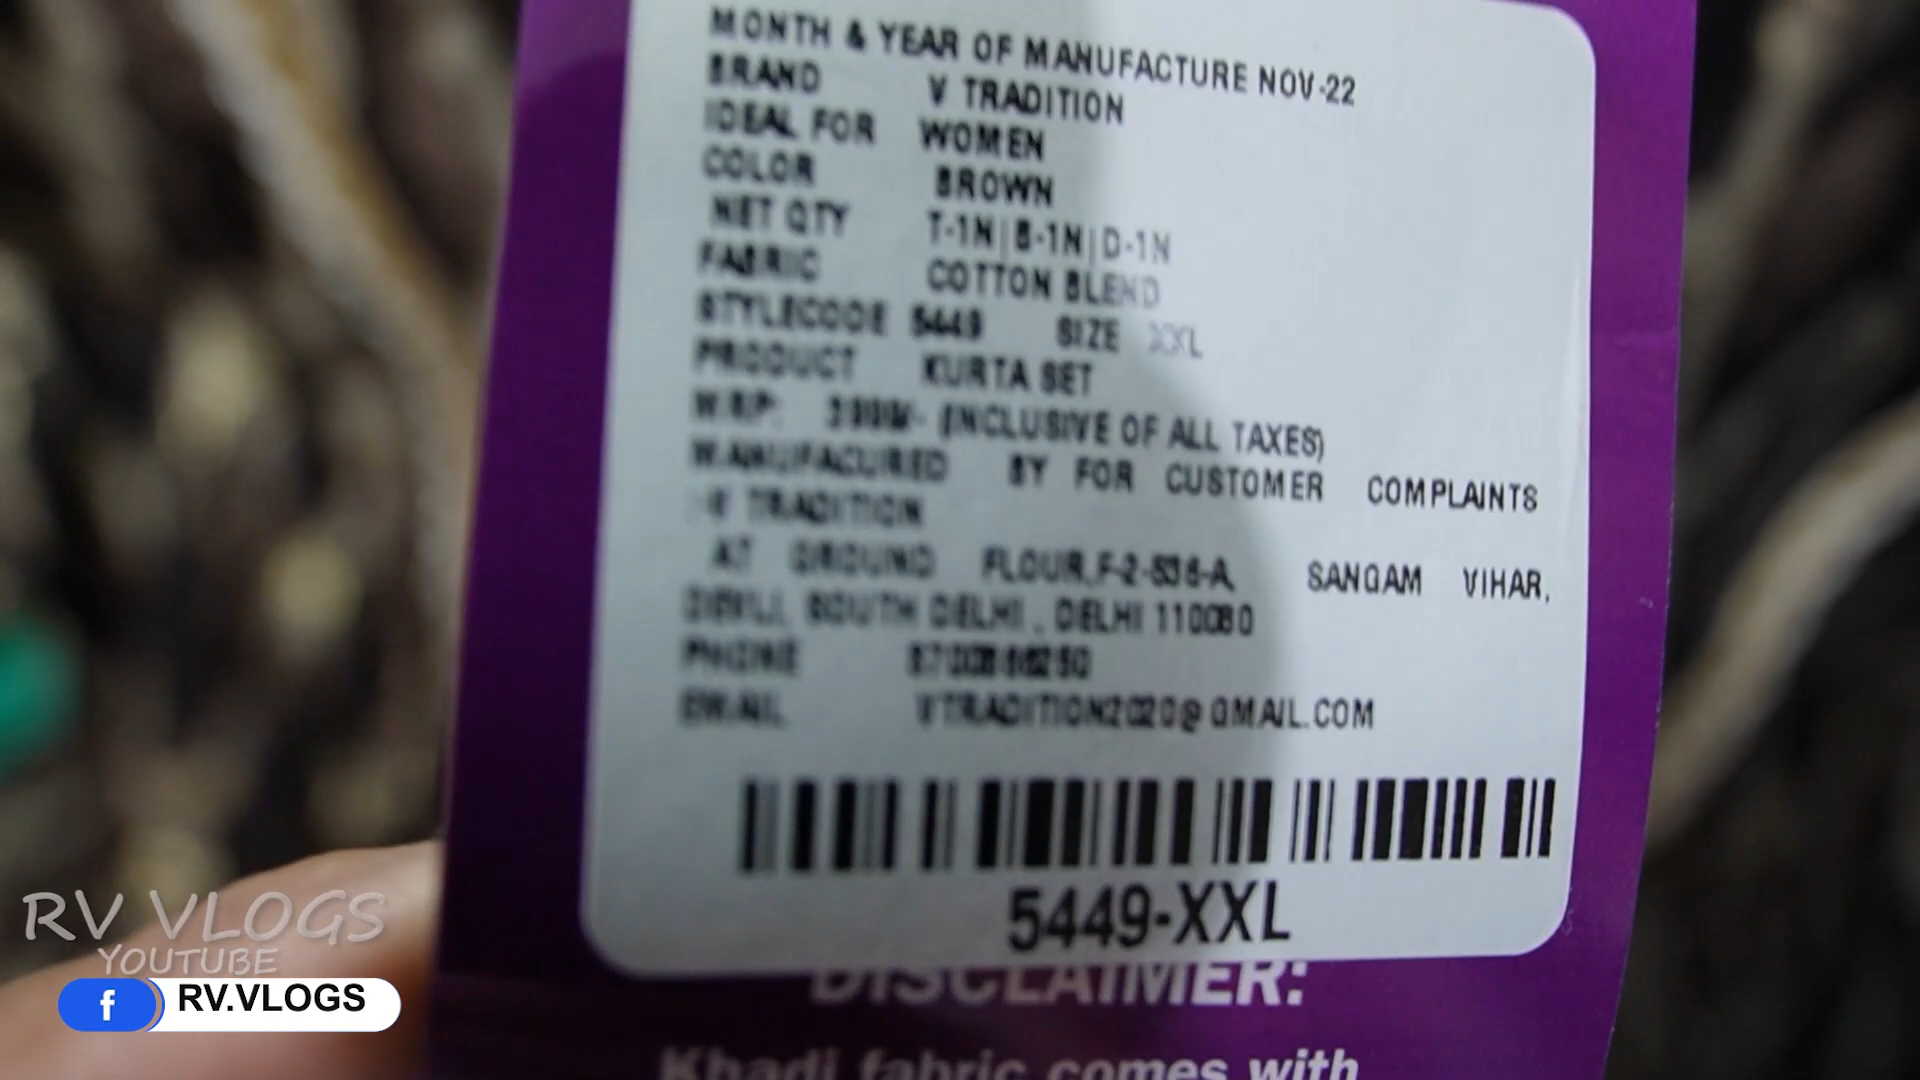 MONTH & YEAR OF MANUFACTURE NOV-22
BRAND V TRADITION
IDEAL FOR WOMEN
COLOR BROWN
NET QTY T-1N|B-1N|D-1N
FABRIC COTTON BLEND
STYLECODE 5449 SIZE XXL
PRODUCT KURTA SET
MRP: (INCLUSIVE OF ALL TAXES)
MANUFACURED BY FOR CUSTOMER COMPLAINTS
:-V TRADITION
AT GROUND FLOUR,F-2-536-A, SANGAM VIHAR,
DEVLI, SOUTH DELHI , DELHI 110080
PHONE
EMAIL VTRADITION2020@GMAIL.COM
5449-XXL
DISCLAIMER:
Khadi fabric comes with
RV VLOGS
YOUTUBE
f RV.VLOGS